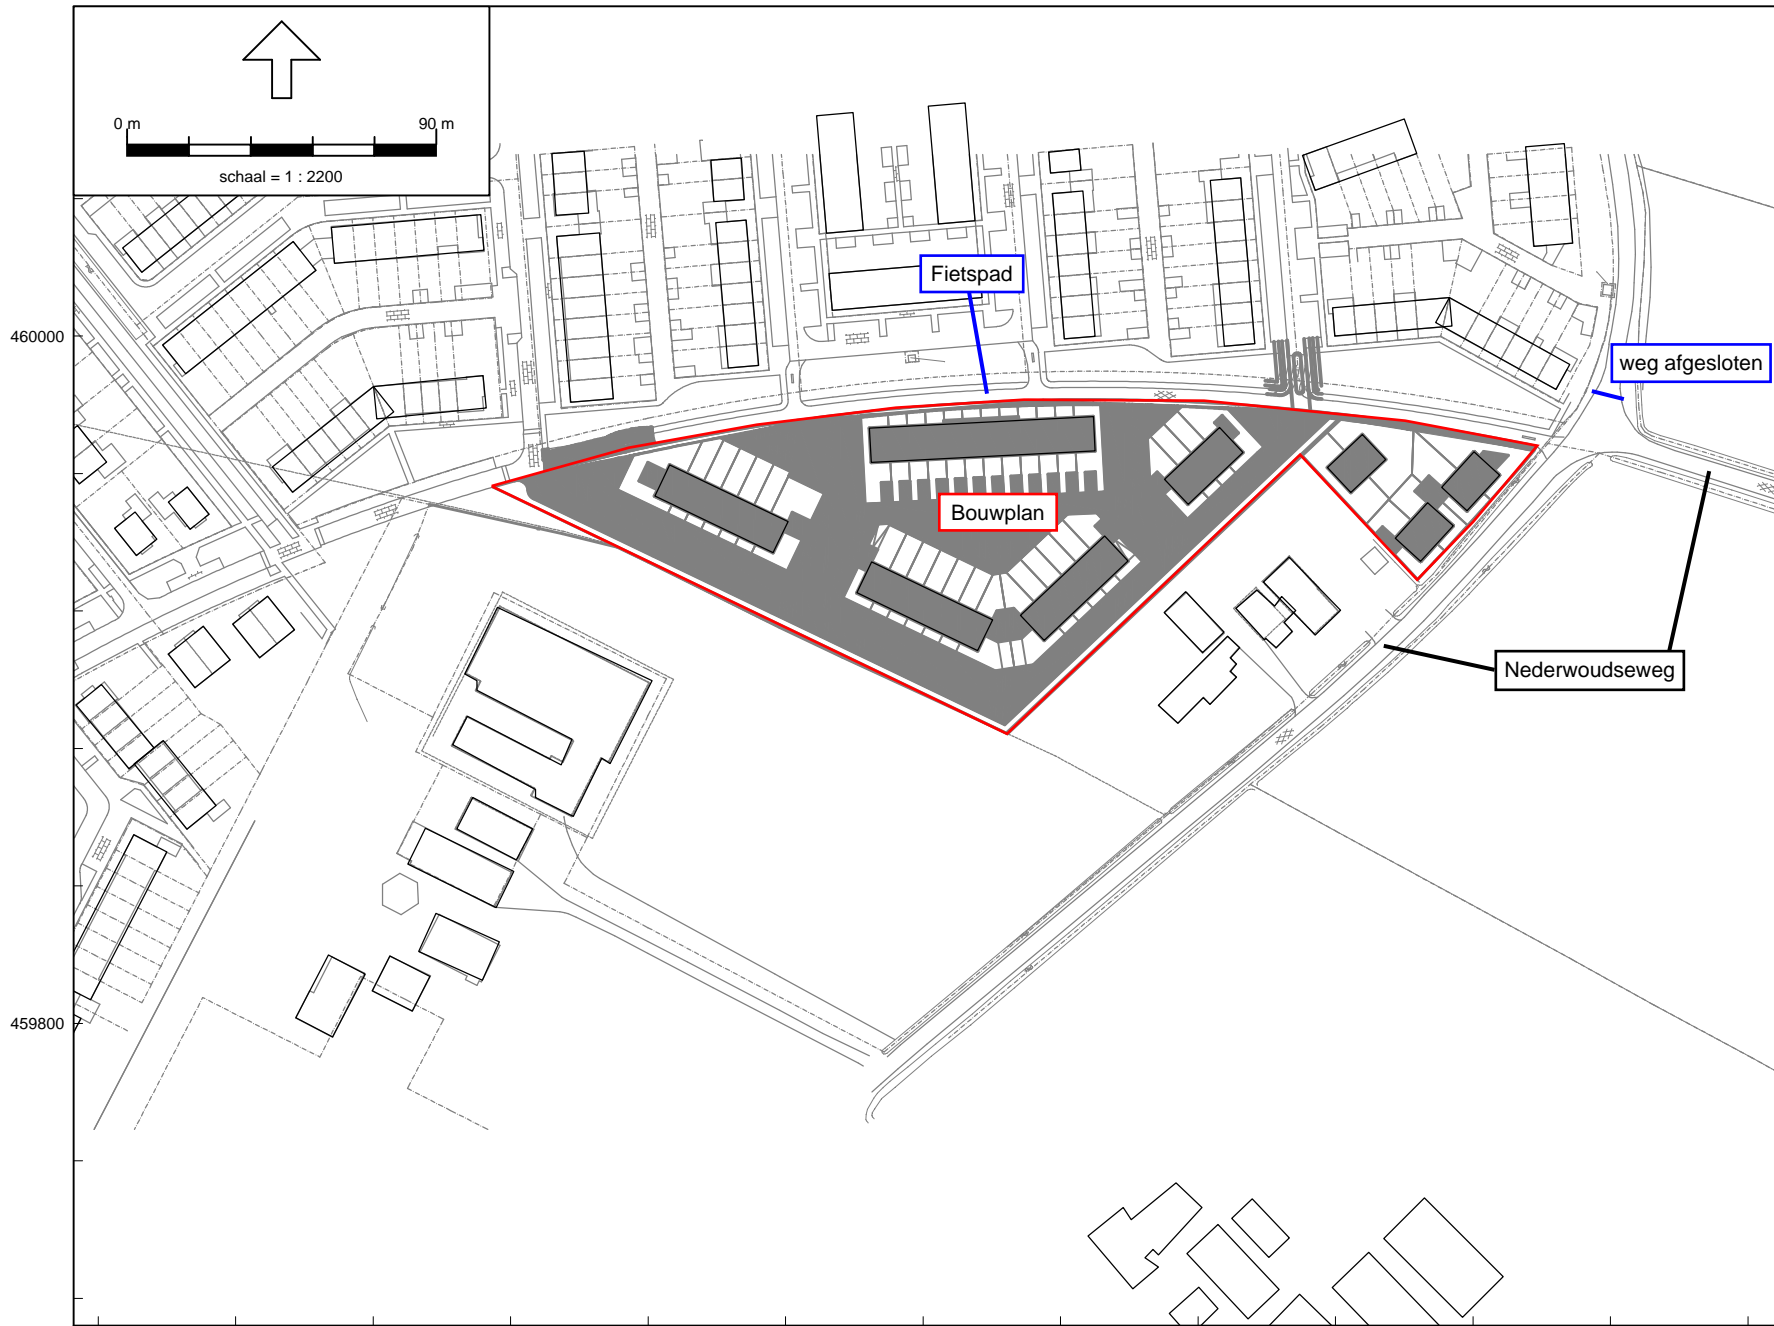 0 m 90 m
schaal = 1 : 2200
Fietspad
460000
weg afgesloten
Bouwplan
Nederwoudseweg
459800